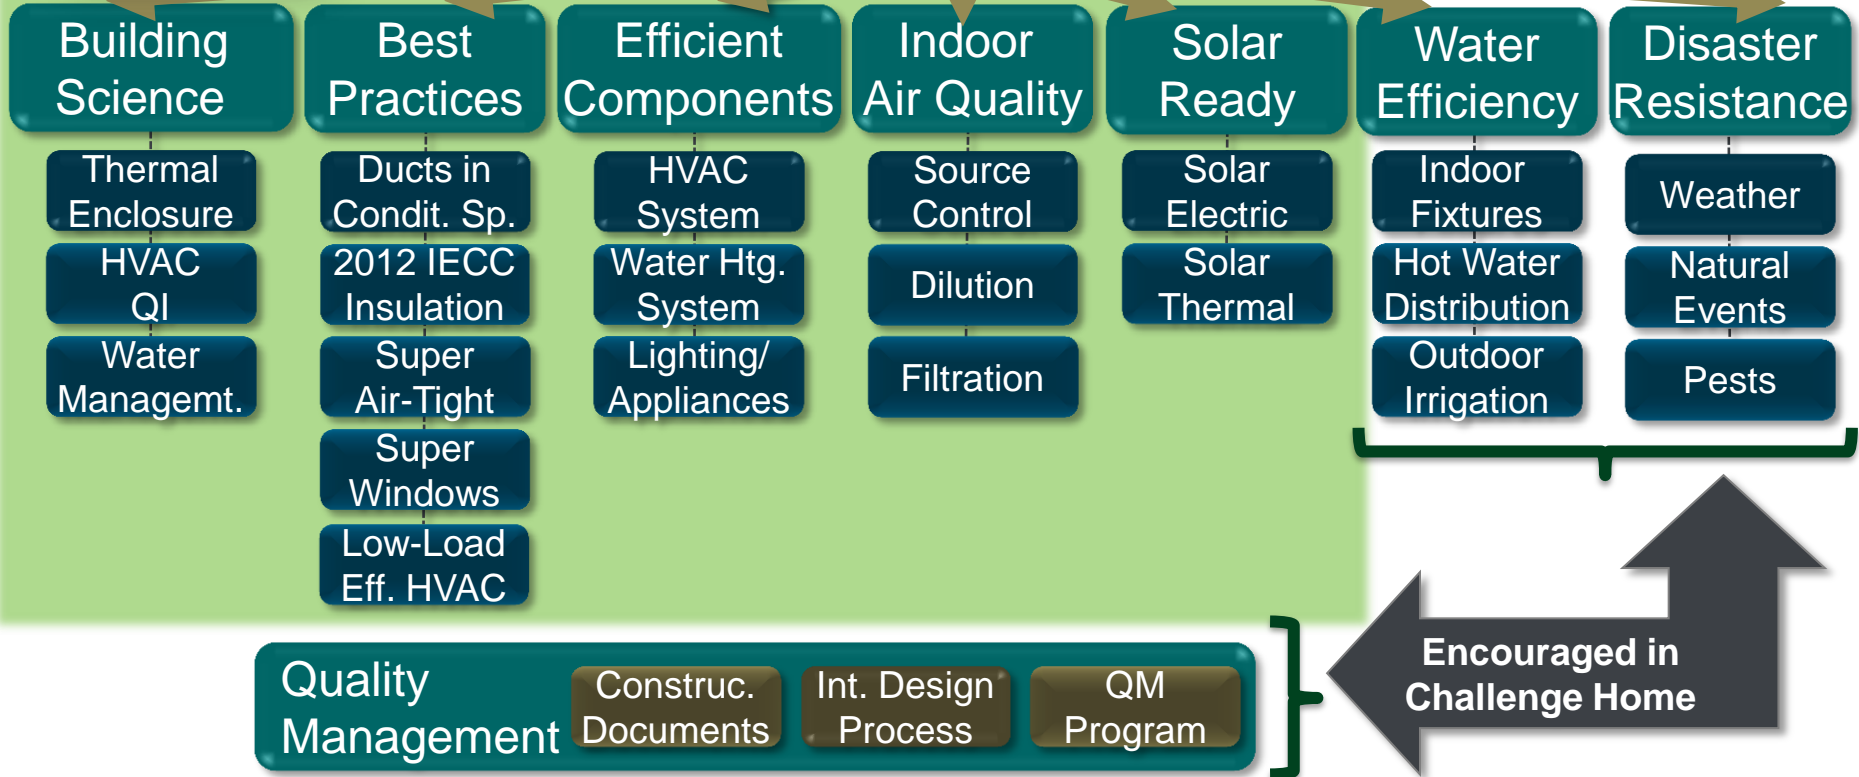 Building
Science
Thermal
Enclosure
HVAC
QI
Water
Managemt.
Best
Practices
Ducts in
Condit. Sp.
2012 IECC
Insulation
Super
Air-Tight
Super
Windows
Low-Load
Eff. HVAC
Efficient
Components
HVAC
System
Water Htg.
System
Lighting/
Appliances
Indoor
Air Quality
Source
Control
Dilution
Filtration
Solar
Ready
Solar
Electric
Solar
Thermal
Water
Efficiency
Indoor
Fixtures
Hot Water
Distribution
Outdoor
Irrigation
Disaster
Resistance
Weather
Natural
Events
Pests
Quality
Management
Construc.
Documents
Int. Design
Process
QM
Program
Encouraged in
Challenge Home